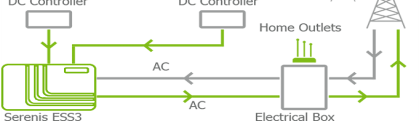 DC Controller
DC Controller
Home Outlets
AC
AC
Serenis ESS3
Electrical Box